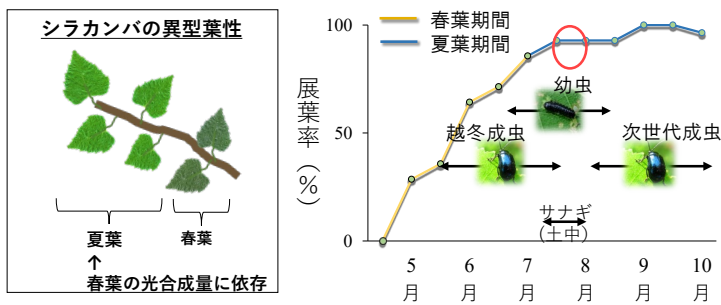 シラカンバの異型葉性
夏葉
春葉
↑
春葉の光合成量に依存
春葉期間
夏葉期間
展葉率（%）
100
50
0
幼虫
越冬成虫
次世代成虫
サナギ
(土中)
5
月
6
月
7
月
8
月
9
月
10
月